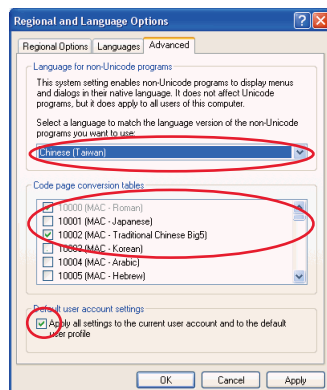 Regional and Language Options
Regional Options Languages Advanced
Language for non-Unicode programs
This system setting enables non-Unicode programs to display menus
and dialogs in their native language. It does not affect Unicode
programs, but it does apply to all users of this computer.
Select a language to match the language version of the non-Unicode
programs you want to use:
Chinese (Taiwan)
Code page conversion tables
10000 (MAC - Roman)
10001 (MAC - Japanese)
10002 (MAC - Traditional Chinese Big5)
10003 (MAC - Korean)
10004 (MAC - Arabic)
10005 (MAC - Hebrew)
Default user account settings
Apply all settings to the current user account and to the default
user profile
OK Cancel Apply